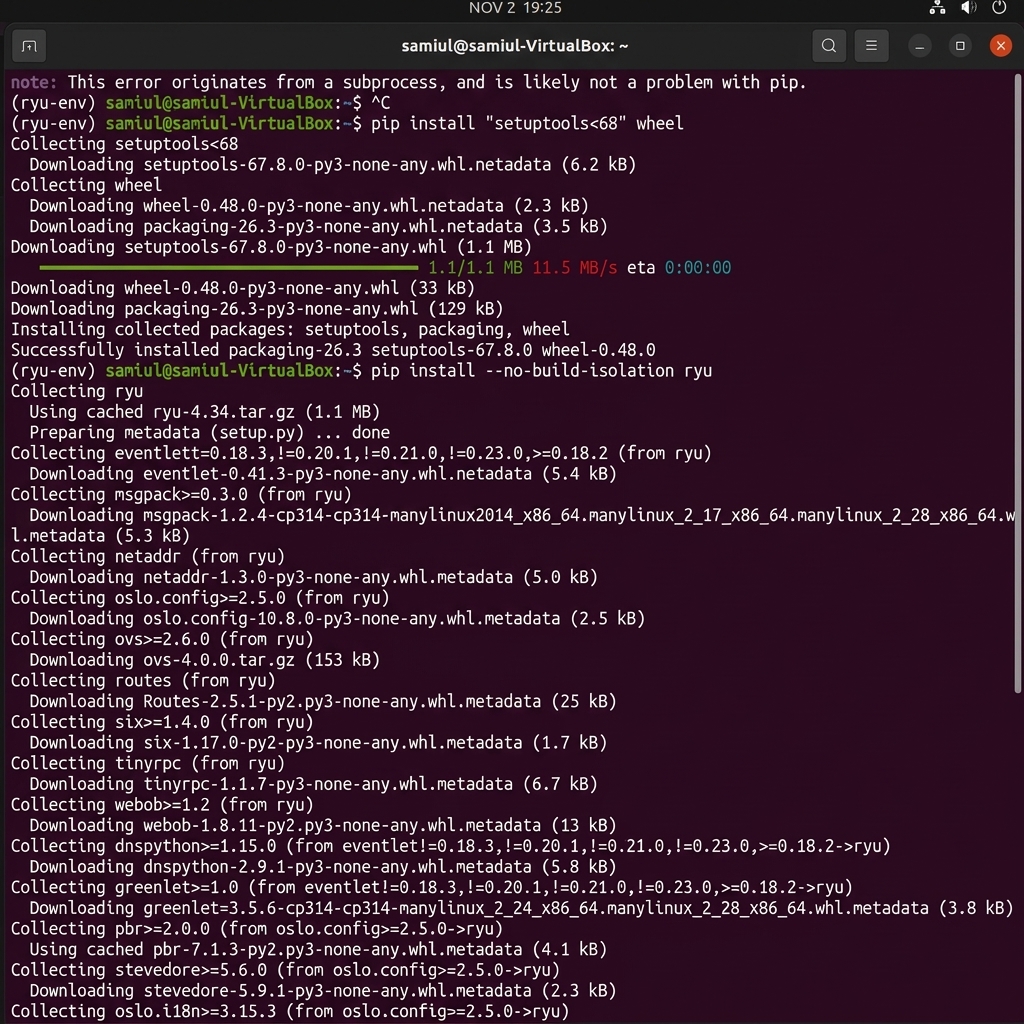 NOV 2 19:25
samiul@samiul-VirtualBox: ~
note: This error originates from a subprocess, and is likely not a problem with pip.
(ryu-env) samiul@samiul-VirtualBox:~$ ^C
(ryu-env) samiul@samiul-VirtualBox:~$ pip install "setuptools<68" wheel
Collecting setuptools<68
Downloading setuptools-67.8.0-py3-none-any.whl.netadata (6.2 kB)
Collecting wheel
Downloading wheel-0.48.0-py3-none-any.whl.netadata (2.3 kB)
Downloading packaging-26.3-py3-none-any.whl.netadata (3.5 kB)
Downloading setuptools-67.8.0-py3-none-any.whl (1.1 MB)
1.1/1.1 MB 11.5 MB/s eta 0:00:00
Downloading wheel-0.48.0-py3-none-any.whl (33 kB)
Downloading packaging-26.3-py3-none-any.whl (129 kB)
Installing collected packages: setuptools, packaging, wheel
Successfully installed packaging-26.3 setuptools-67.8.0 wheel-0.48.0
(ryu-env) samiul@samiul-VirtualBox:~$ pip install --no-build-isolation ryu
Collecting ryu
Using cached ryu-4.34.tar.gz (1.1 MB)
Preparing metadata (setup.py) ... done
Collecting eventlett=0.18.3,!=0.20.1,!=0.21.0,!=0.23.0,>=0.18.2 (from ryu)
Downloading eventlet-0.41.3-py3-none-any.whl.netadata (5.4 kB)
Collecting msgpack>=0.3.0 (from ryu)
Downloading msgpack-1.2.4-cp314-cp314-manylinux2014_x86_64.manylinux_2_17_x86_64.manylinux_2_28_x86_64.w
l.metadata (5.3 kB)
Collecting netaddr (from ryu)
Downloading netaddr-1.3.0-py3-none-any.whl.metadata (5.0 kB)
Collecting oslo.config>=2.5.0 (from ryu)
Downloading oslo.config-10.8.0-py3-none-any.whl.metadata (2.5 kB)
Collecting ovs>=2.6.0 (from ryu)
Downloading ovs-4.0.0.tar.gz (153 kB)
Collecting routes (from ryu)
Downloading Routes-2.5.1-py2.py3-none-any.whl.metadata (25 kB)
Collecting six>=1.4.0 (from ryu)
Downloading six-1.17.0-py2-py3-none-any.whl.metadata (1.7 kB)
Collecting tinyrpc (from ryu)
Downloading tinyrpc-1.1.7-py3-none-any.whl.metadata (6.7 kB)
Collecting webob>=1.2 (from ryu)
Downloading webob-1.8.11-py2.py3-none-any.whl.metadata (13 kB)
Collecting dnspython>=1.15.0 (from eventlet!=0.18.3,!=0.20.1,!=0.21.0,!=0.23.0,>=0.18.2->ryu)
Downloading dnspython-2.9.1-py3-none-any.whl.metadata (5.8 kB)
Collecting greenlet>=1.0 (from eventlet!=0.18.3,!=0.20.1,!=0.21.0,!=0.23.0,>=0.18.2->ryu)
Downloading greenlet=3.5.6-cp314-cp314-manylinux_2_24_x86_64.manylinux_2_28_x86_64.whl.metadata (3.8 kB)
Collecting pbr>=2.0.0 (from oslo.config>=2.5.0->ryu)
Using cached pbr-7.1.3-py2.py3-none-any.whl.metadata (4.1 kB)
Collecting stevedore>=5.6.0 (from oslo.config>=2.5.0->ryu)
Downloading stevedore-5.9.1-py3-none-any.whl.metadata (2.3 kB)
Collecting oslo.i18n>=3.15.3 (from oslo.config>=2.5.0->ryu)